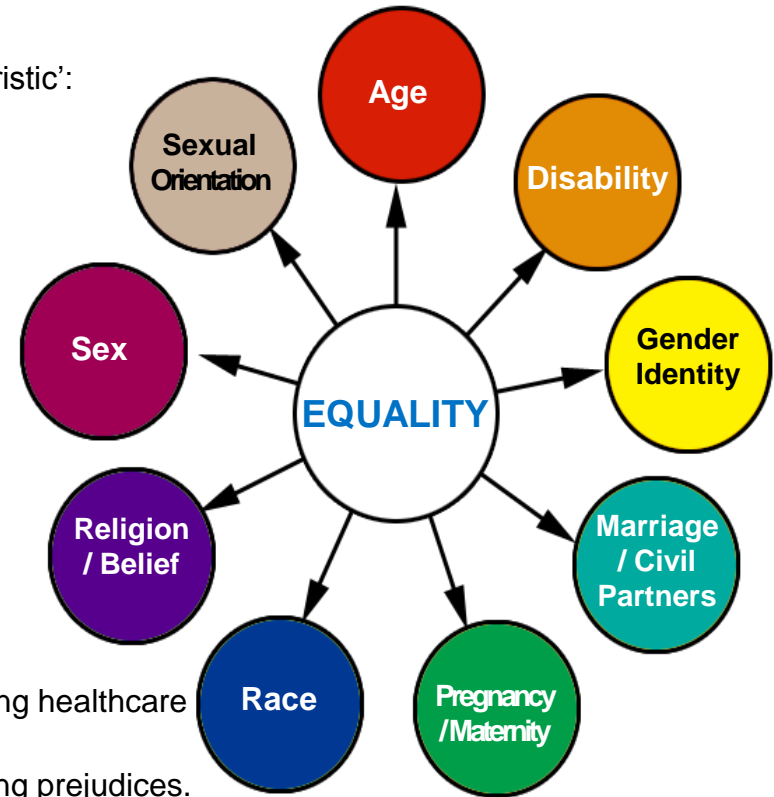 ristic’:
Age
Sexual
Orientation
Disability
Sex
Gender
Identity
EQUALITY
Religion
/ Belief
Marriage
/ Civil
Partners
ng healthcare
Race
Pregnancy
/ Maternity
ng prejudices.